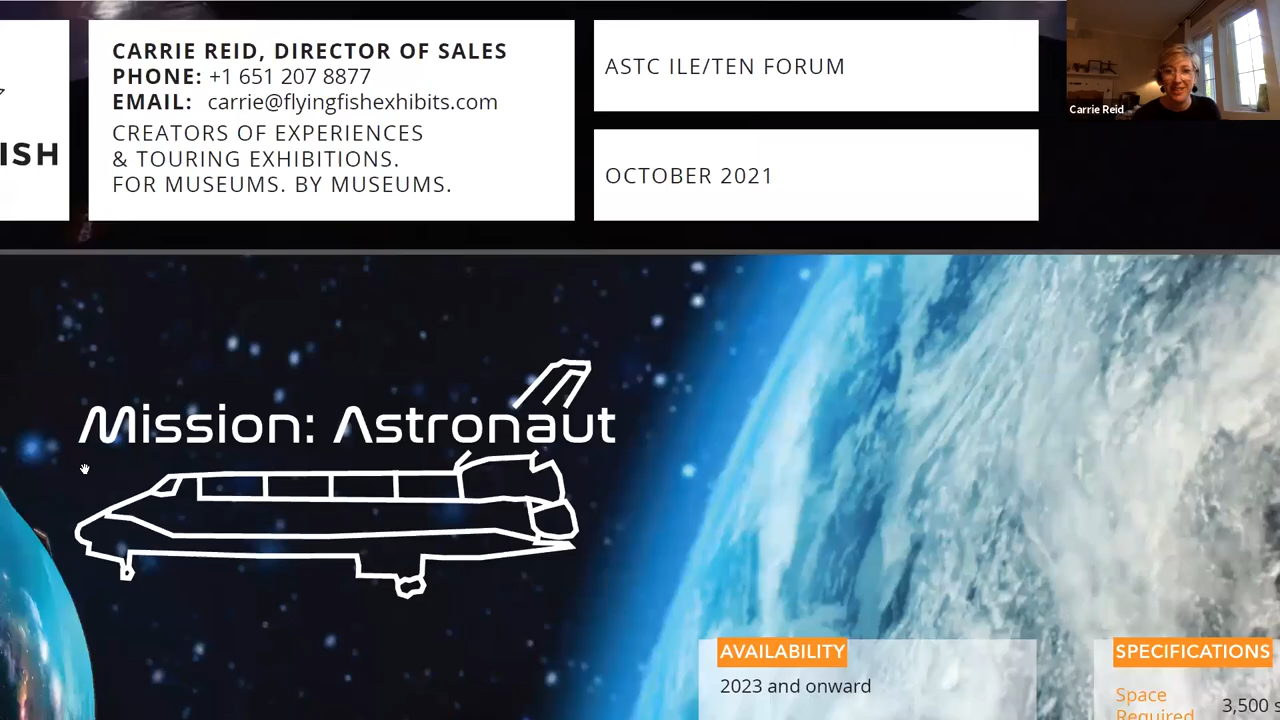 ISH
CARRIE REID, DIRECTOR OF SALES
PHONE: +1 651 207 8877
EMAIL: carrie@flyingfishexhibits.com
CREATORS OF EXPERIENCES
& TOURING EXHIBITIONS.
FOR MUSEUMS. BY MUSEUMS.
ASTC ILE/TEN FORUM
OCTOBER 2021
Carrie Reid
Mission: Astronaut
AVAILABILITY
2023 and onward
SPECIFICATIONS
Space
Required
3,500 s